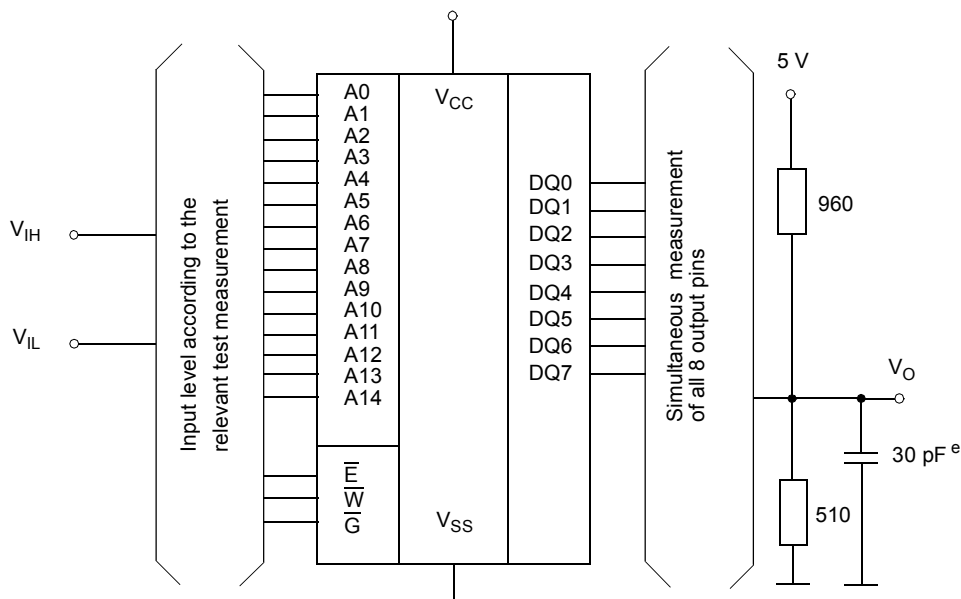 V_IH
V_IL
Input level according to the
relevant test measurement
A0
A1
A2
A3
A4
A5
A6
A7
A8
A9
A10
A11
A12
A13
A14
E̅
W̅
G̅
V_CC
V_SS
DQ0
DQ1
DQ2
DQ3
DQ4
DQ5
DQ6
DQ7
Simultaneous measurement
of all 8 output pins
5 V
960
V_O
30 pF ᵉ
510